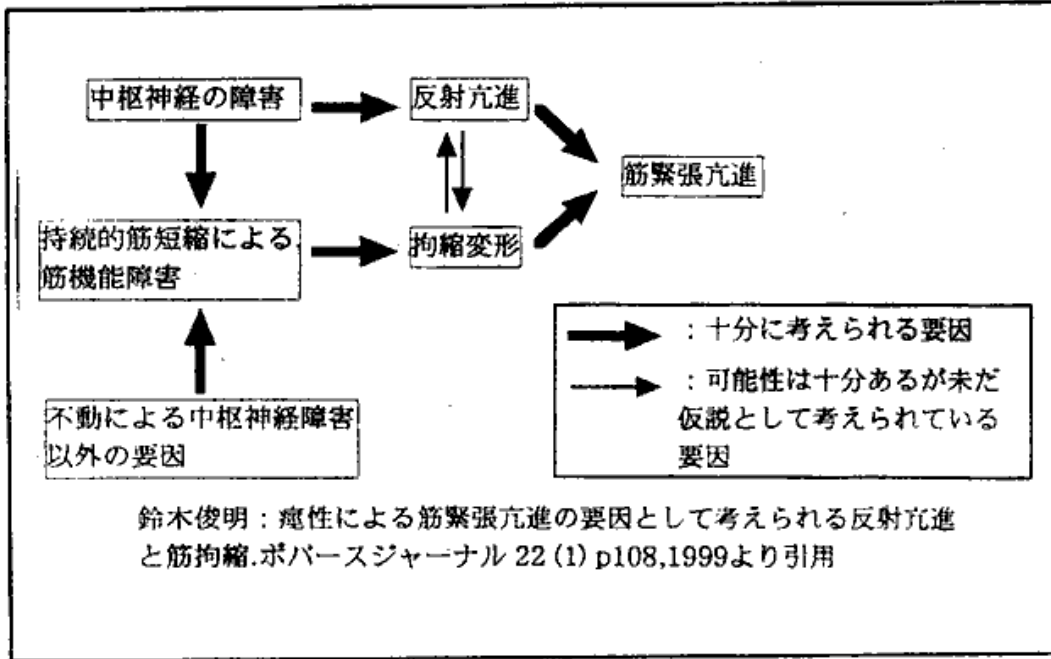 中枢神経の障害
反射亢進
筋緊張亢進
持続的筋短縮による
筋機能障害
拘縮変形
:十分に考えられる要因
:可能性は十分あるが未だ
仮説として考えられている
要因
不動による中枢神経障害
以外の要因
鈴木俊明:痙性による筋緊張亢進の要因として考えられる反射亢進
と筋拘縮.ボバースジャーナル 22 (1) p108,1999より引用